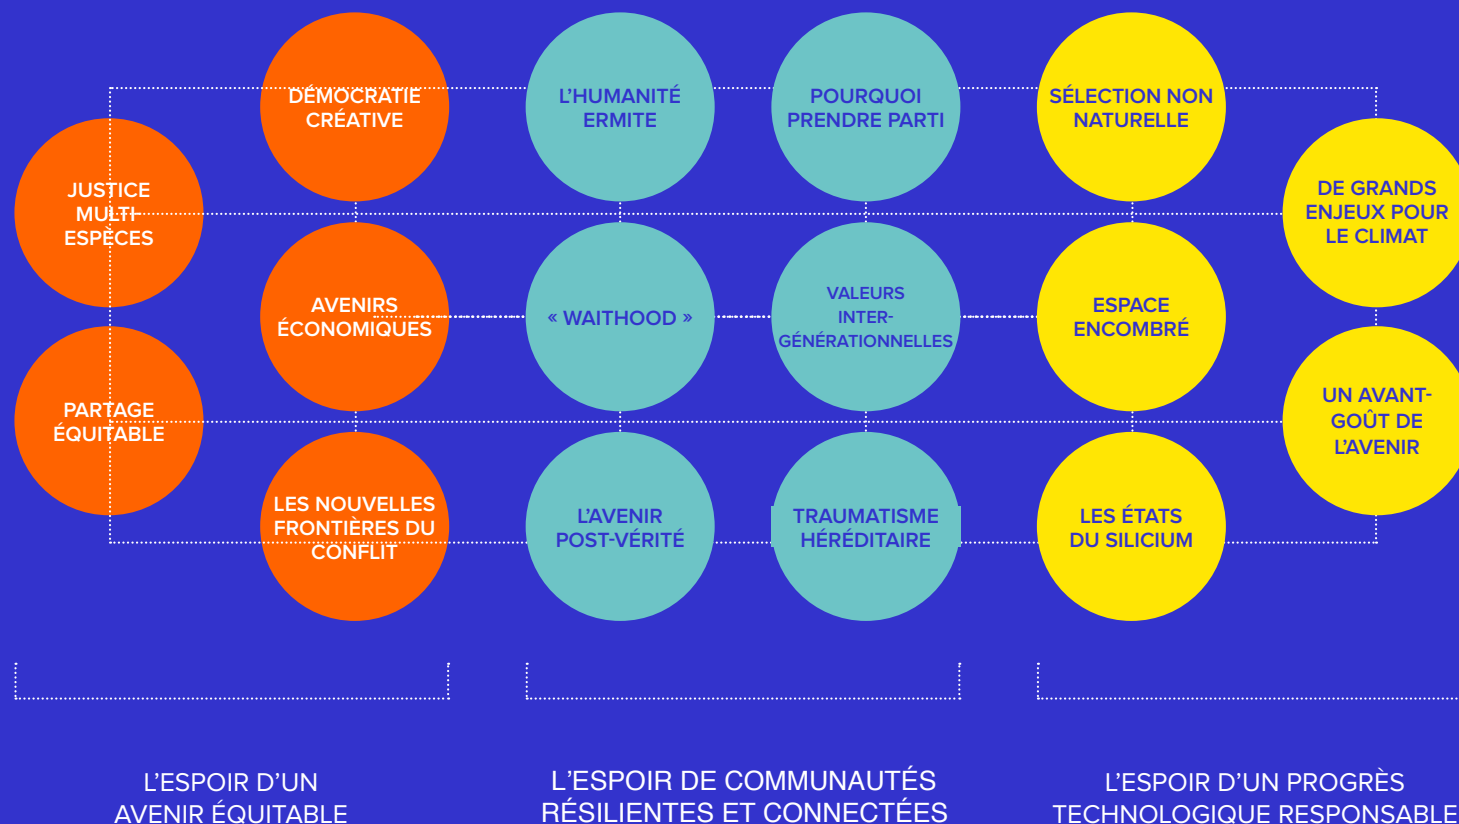 DÉMOCRATIE
CRÉATIVE
JUSTICE
MULTI
ESPÈCES
AVENIRS
ÉCONOMIQUES
PARTAGE
ÉQUITABLE
LES NOUVELLES
FRONTIÈRES DU
CONFLIT
L'HUMANITÉ
ERMITE
POURQUOI
PRENDRE PARTI
« WAITHOOD »
VALEURS
INTER-
GÉNÉRATIONNELLES
L'AVENIR
POST-VÉRITÉ
TRAUMATISME
HÉRÉDITAIRE
SÉLECTION NON
NATURELLE
DE GRANDS
ENJEUX POUR
LE CLIMAT
ESPACE
ENCOMBRÉ
UN AVANT-
GOÛT DE
L'AVENIR
LES ÉTATS
DU SILICIUM
L'ESPOIR D'UN
AVENIR ÉQUITABLE
L'ESPOIR DE COMMUNAUTÉS
RÉSILIENTES ET CONNECTÉES
L'ESPOIR D'UN PROGRÈS
TECHNOLOGIQUE RESPONSABLE